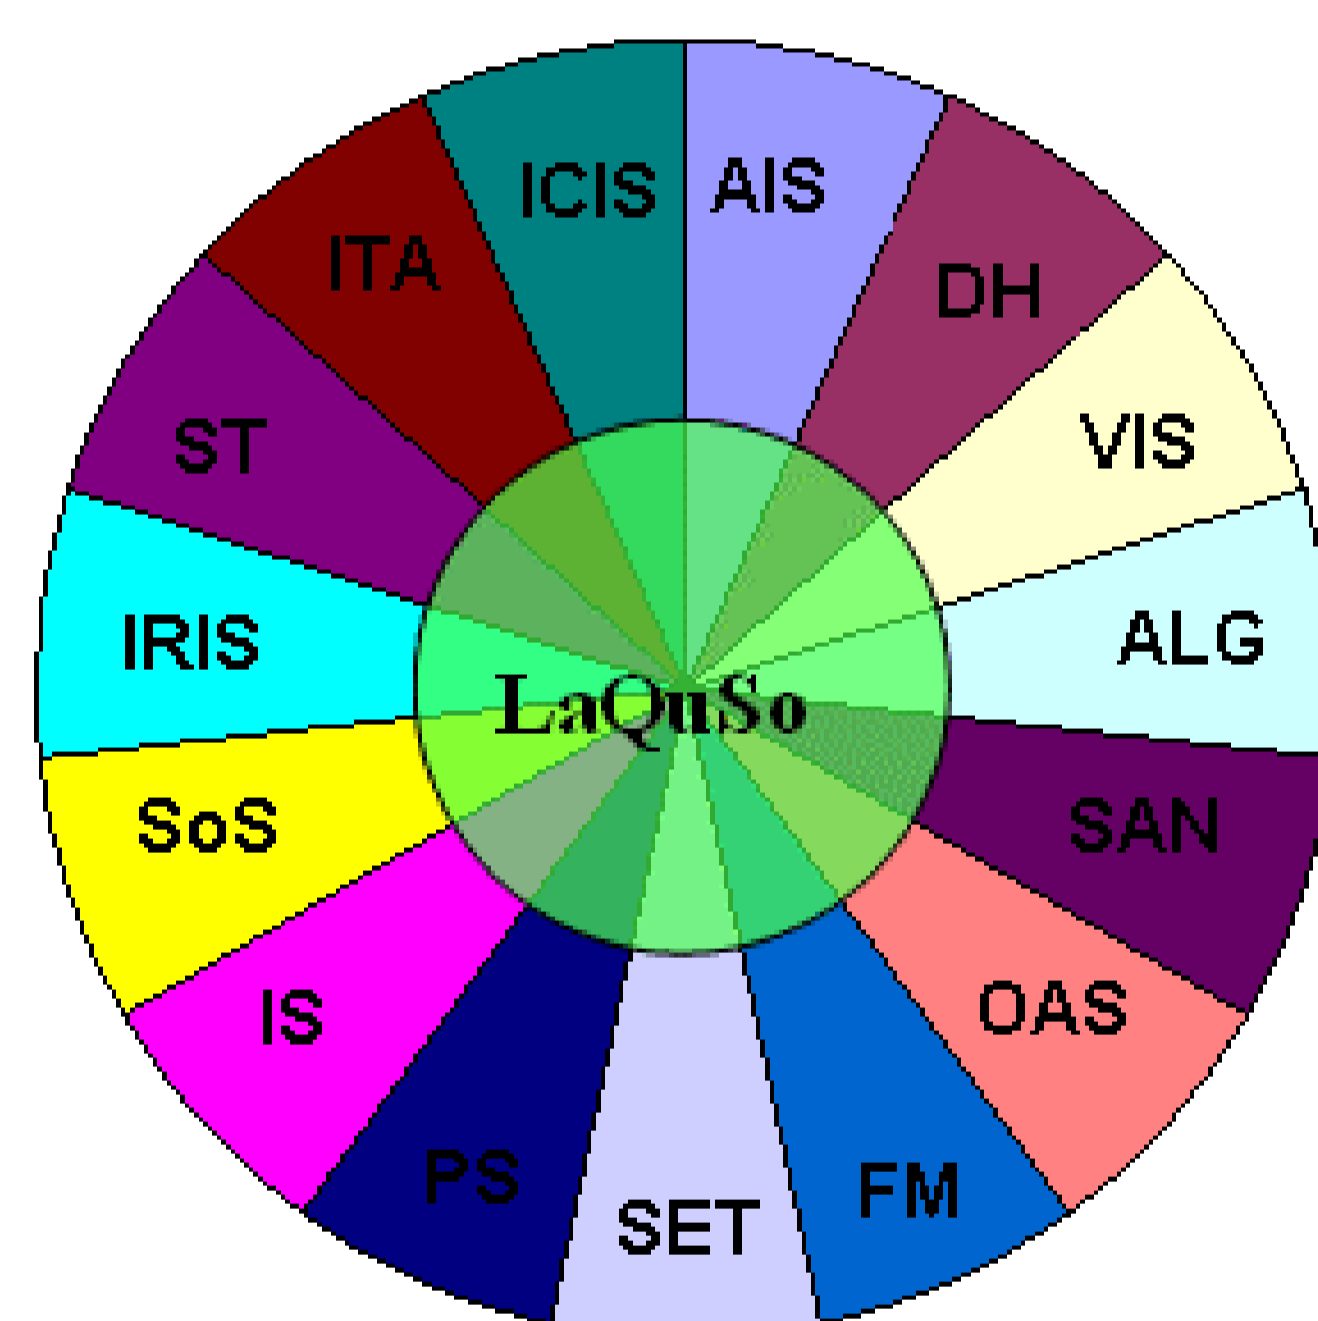 ICIS
AIS
ITA
DH
ST
VIS
IRIS
ALG
LaQuSo
SoS
SAN
IS
OAS
PS
FM
SET